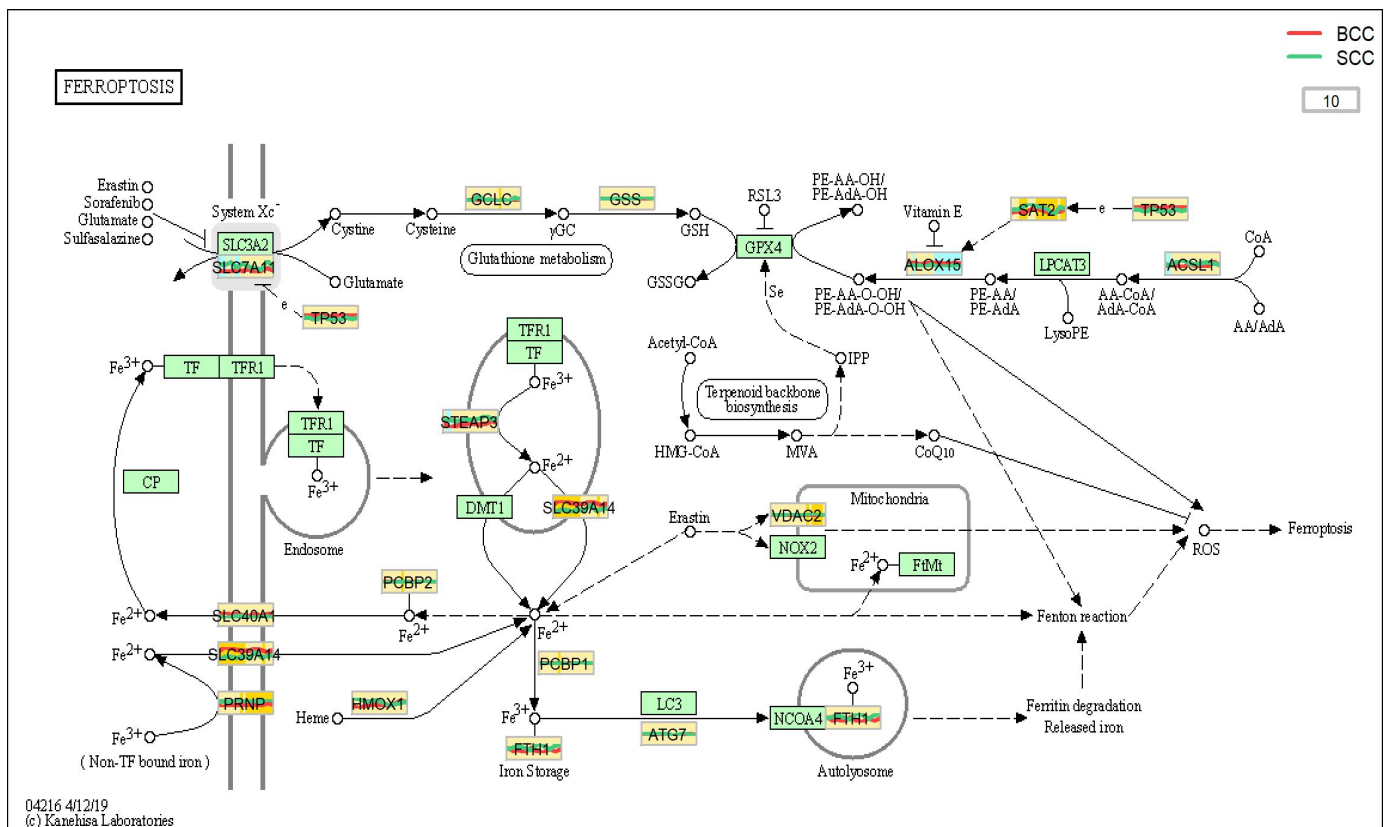 BCC
SCC
10
FERROPTOSIS
Erastin
Sorafenib
Glutamate
Sulfasalazine
System Xc-
SLC3A2
SLC7A11
Cystine
Glutamate
e
TP53
Cysteine
GCLC
γGC
GSS
GSH
Glutathione metabolism
GSSG
RSL3
GPX4
Se
PE-AA-OH/
PE-AdA-OH
PE-AA-O-OH/
PE-AdA-O-OH
Vitamin E
ALOX15
SAT2
e
TP53
PE-AA/
PE-AdA
LPCAT3
LysoPE
AA-CoA/
AdA-CoA
ACSL1
CoA
AA/AdA
Fe3+
TF
TFR1
TFR1
TF
Fe3+
Endosome
CP
TFR1
TF
Fe3+
STEAP3
Fe2+
DMT1
SLC39A14
Acetyl-CoA
IPP
Terpenoid backbone
biosynthesis
HMG-CoA
MVA
CoQ10
Erastin
Mitochondria
VDAC2
NOX2
Fe2+
FtMt
ROS
Ferroptosis
Fe2+
SLC40A1
PCBP2
Fe2+
Fe2+
Fenton reaction
Fe2+
SLC39A14
PRNP
Fe3+
( Non-TF bound iron )
Heme
HMOX1
PCBP1
Fe3+
FTH1
Iron Storage
LC3
ATG7
NCOA4
Fe3+
FTH1
Autolyosome
Ferritin degradation
Released iron
04216 4/12/19
(c) Kanehisa Laboratories